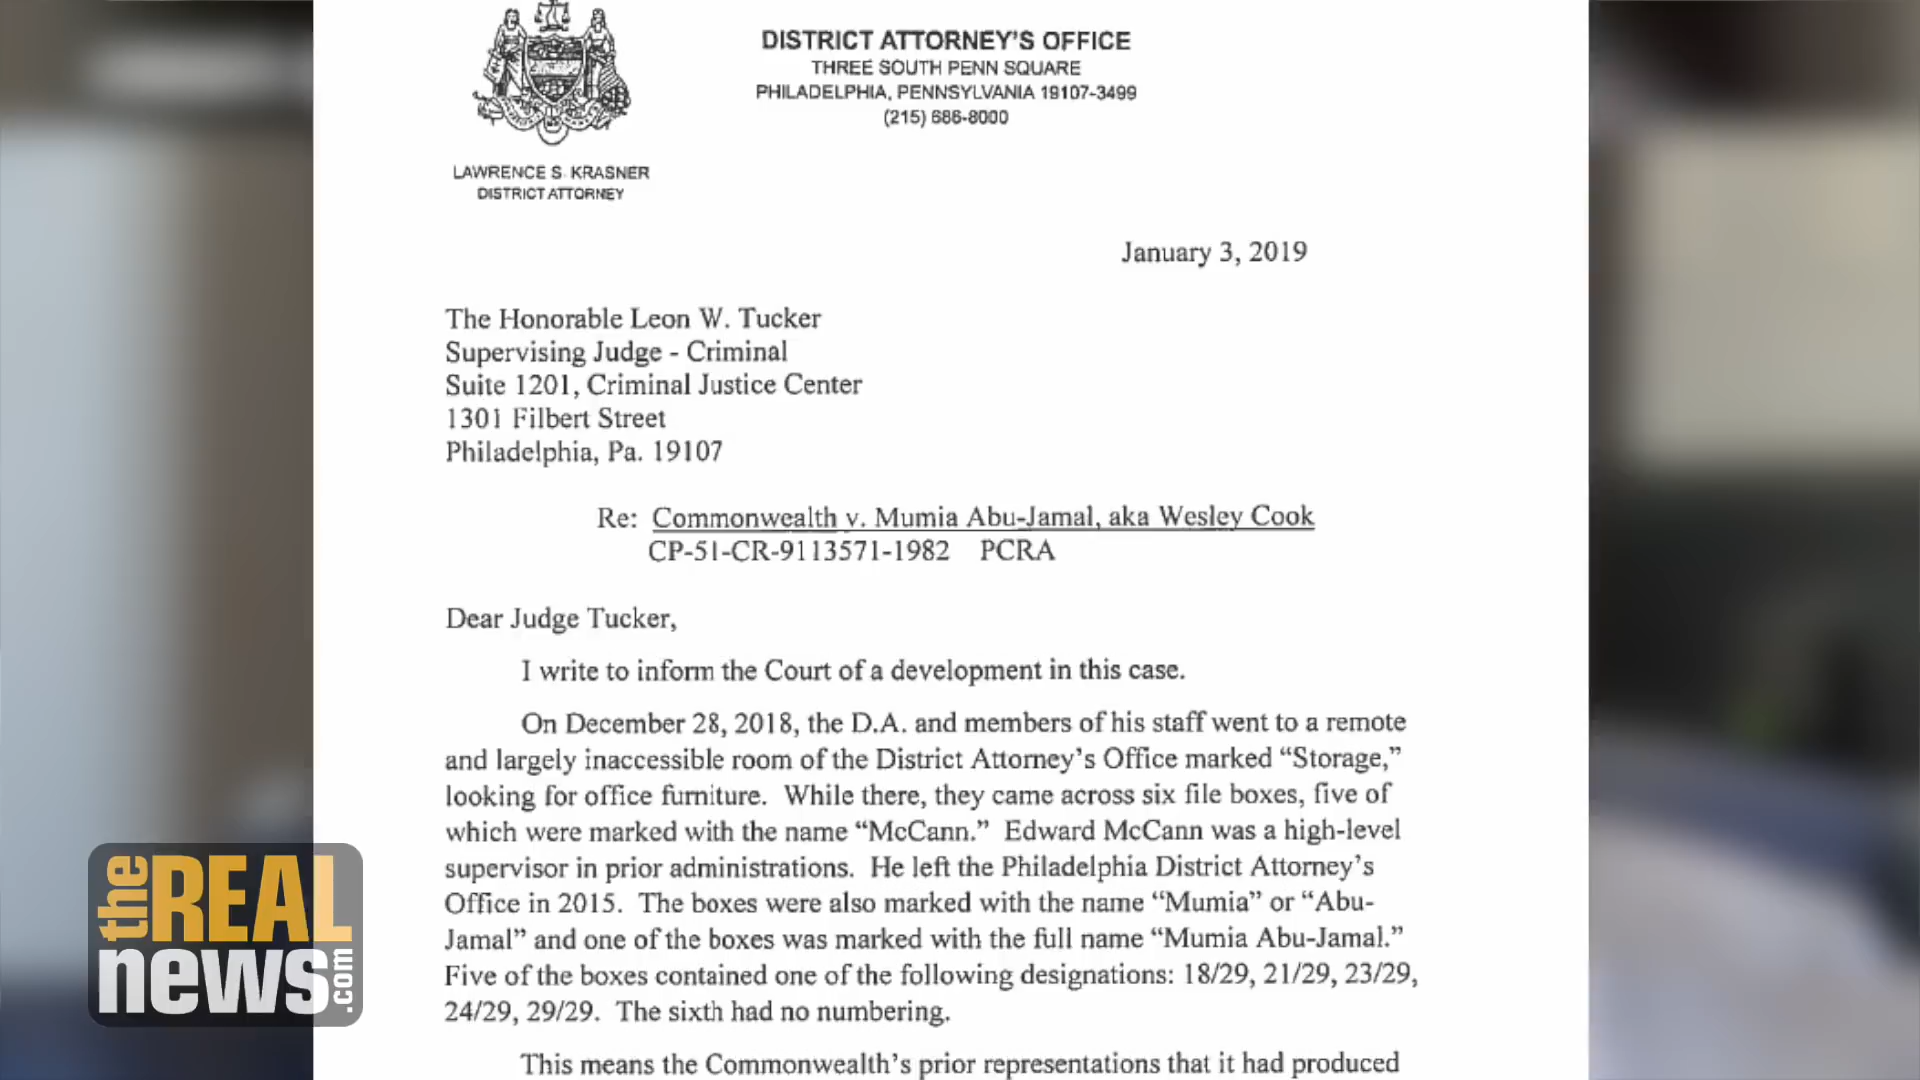 DISTRICT ATTORNEY'S OFFICE
THREE SOUTH PENN SQUARE
PHILADELPHIA, PENNSYLVANIA 19107-3499
(215) 686-8000
LAWRENCE S. KRASNER
DISTRICT ATTORNEY
January 3, 2019
The Honorable Leon W. Tucker
Supervising Judge - Criminal
Suite 1201, Criminal Justice Center
1301 Filbert Street
Philadelphia, Pa. 19107
Re: Commonwealth v. Mumia Abu-Jamal, aka Wesley Cook
CP-51-CR-9113571-1982 PCRA
Dear Judge Tucker,
I write to inform the Court of a development in this case.
On December 28, 2018, the D.A. and members of his staff went to a remote
and largely inaccessible room of the District Attorney's Office marked “Storage,”
looking for office furniture. While there, they came across six file boxes, five of
which were marked with the name “McCann.” Edward McCann was a high-level
supervisor in prior administrations. He left the Philadelphia District Attorney's
Office in 2015. The boxes were also marked with the name “Mumia” or “Abu-
Jamal” and one of the boxes was marked with the full name “Mumia Abu-Jamal.”
Five of the boxes contained one of the following designations: 18/29, 21/29, 23/29,
24/29, 29/29. The sixth had no numbering.
This means the Commonwealth's prior representations that it had produced
the REAL
news.com